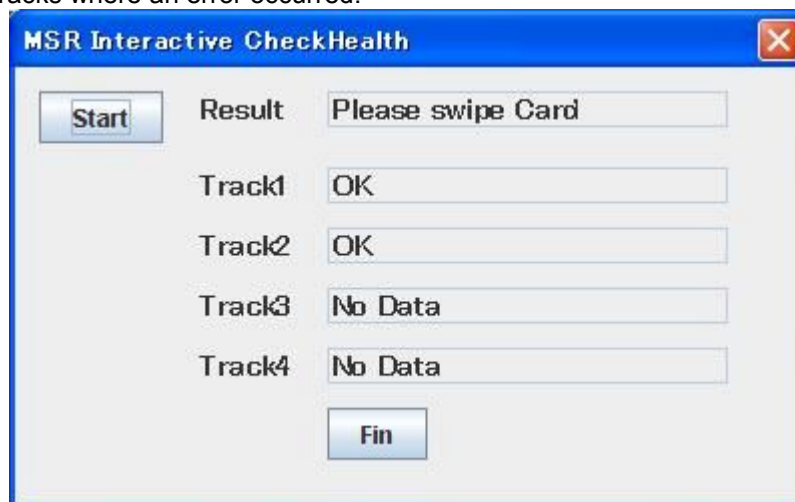 tracks where an error occurred.
MSR Interactive CheckHealth
Start
Result Please swipe Card
Track1 OK
Track2 OK
Track3 No Data
Track4 No Data
Fin